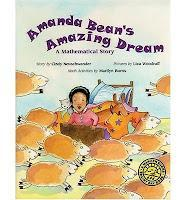 Amanda Bean's
Amazing Dream
A Mathematical Story
Story by Cindy Neuschwander
Pictures by Liza Woodruff
Math Activities by Marilyn Burns